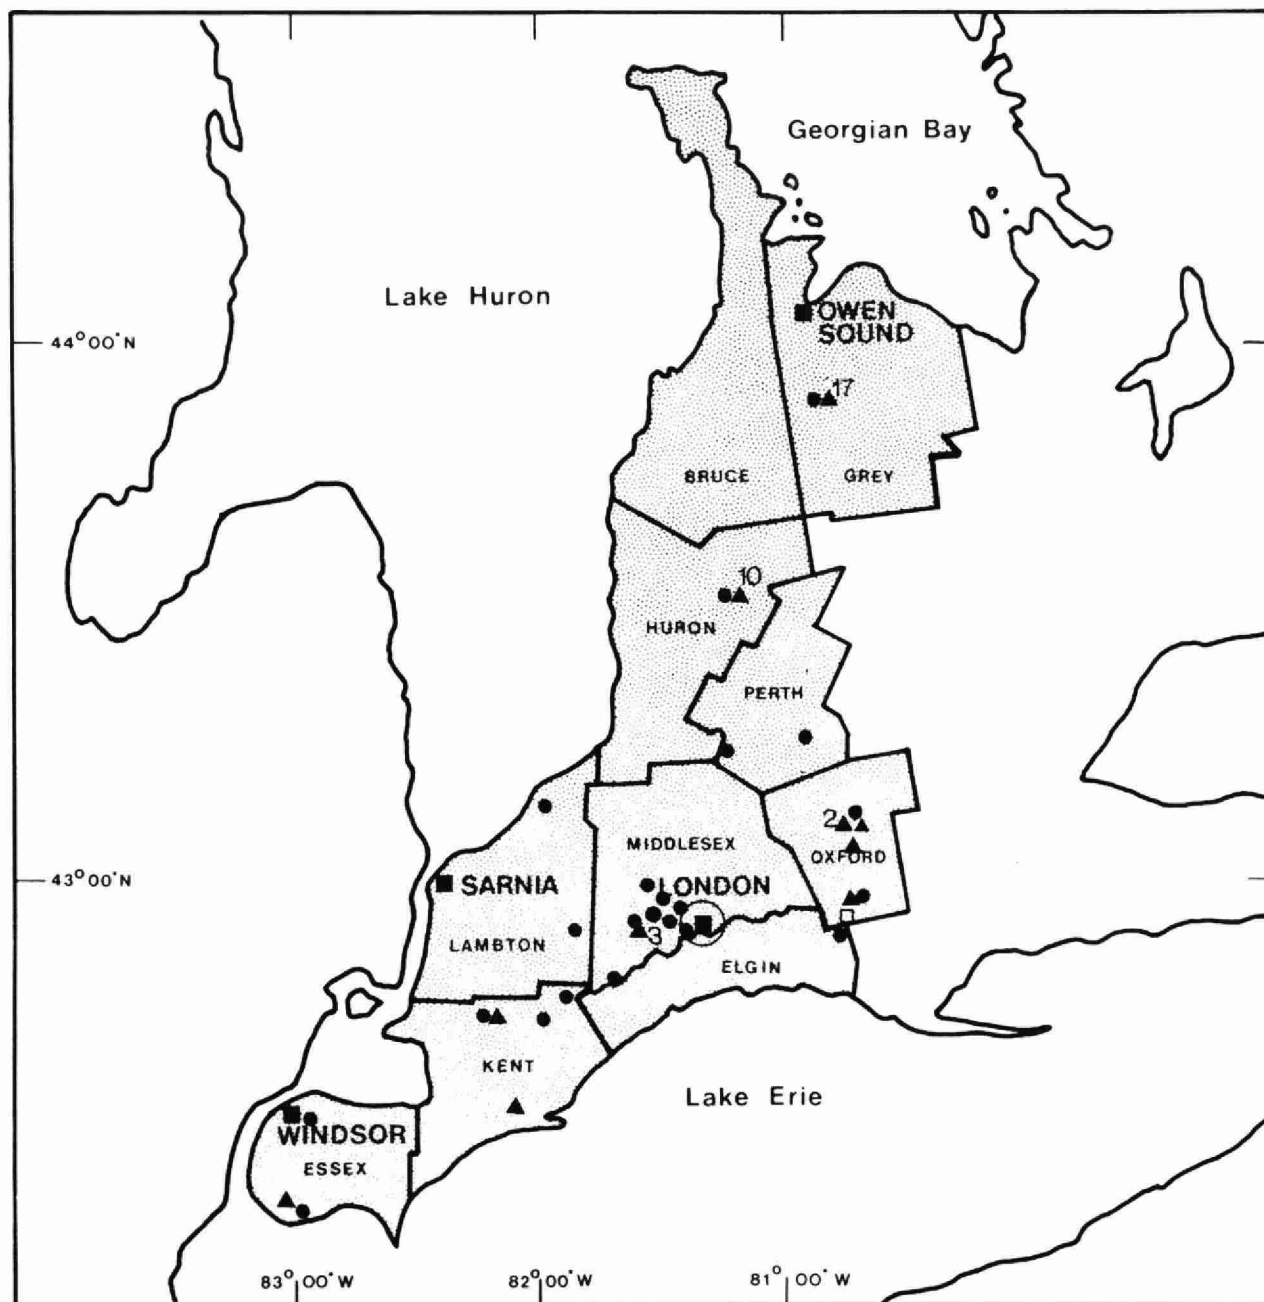 Georgian Bay
Lake Huron
OWEN
SOUND
44°00'N
17
BRUCE
GREY
10
HURON
PERTH
2
MIDDLESEX
OXFORD
43°00'N
SARNIA
LONDON
3
LAMBTON
ELGIN
KENT
Lake Erie
WINDSOR
ESSEX
83°00'W
82°00'W
81°00'W